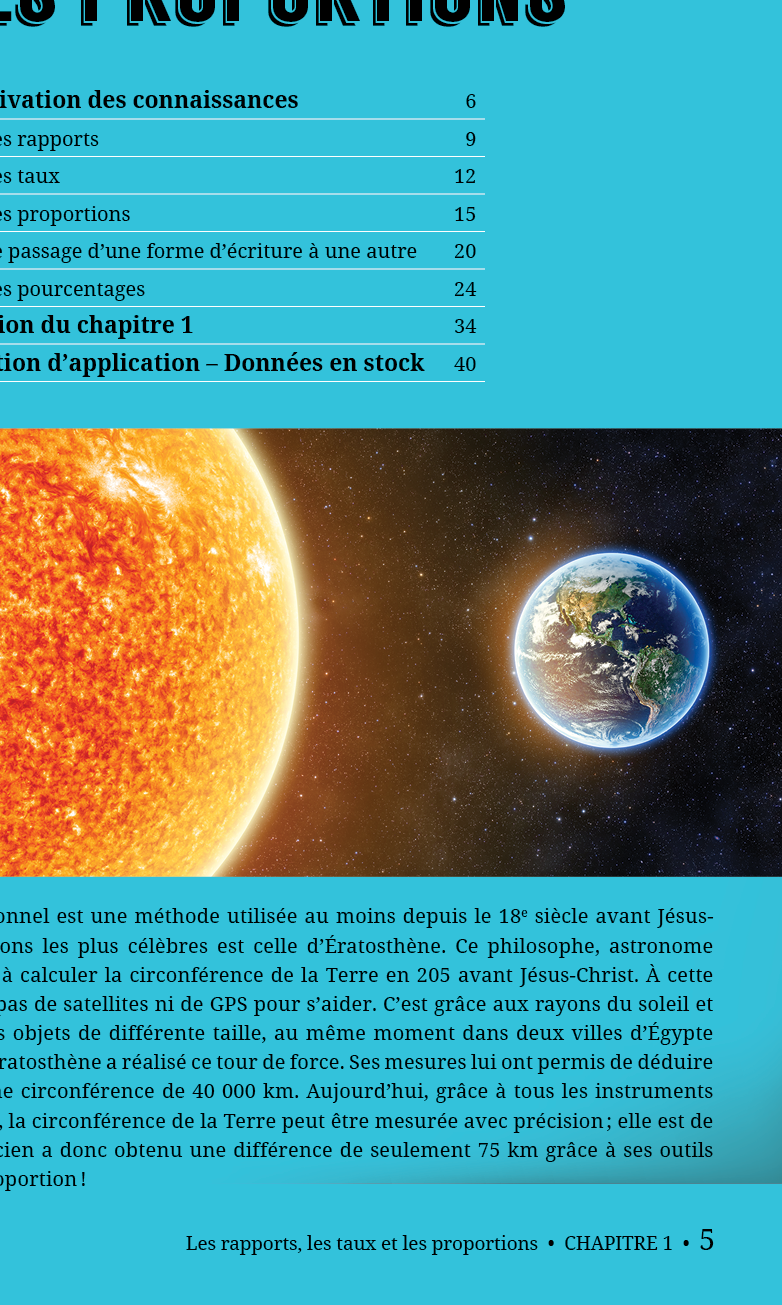 ES PROPORTIONS
ivation des connaissances 6
es rapports 9
es taux 12
es proportions 15
e passage d’une forme d’écriture à une autre 20
es pourcentages 24
ion du chapitre 1 34
tion d’application – Données en stock 40
onnel est une méthode utilisée au moins depuis le 18e siècle avant Jésus-
ons les plus célèbres est celle d’Ératosthène. Ce philosophe, astronome
à calculer la circonférence de la Terre en 205 avant Jésus-Christ. À cette
pas de satellites ni de GPS pour s’aider. C’est grâce aux rayons du soleil et
s objets de différente taille, au même moment dans deux villes d’Égypte
ratosthène a réalisé ce tour de force. Ses mesures lui ont permis de déduire
ne circonférence de 40 000 km. Aujourd’hui, grâce à tous les instruments
, la circonférence de la Terre peut être mesurée avec précision ; elle est de
cien a donc obtenu une différence de seulement 75 km grâce à ses outils
oportion !
Les rapports, les taux et les proportions • CHAPITRE 1 • 5